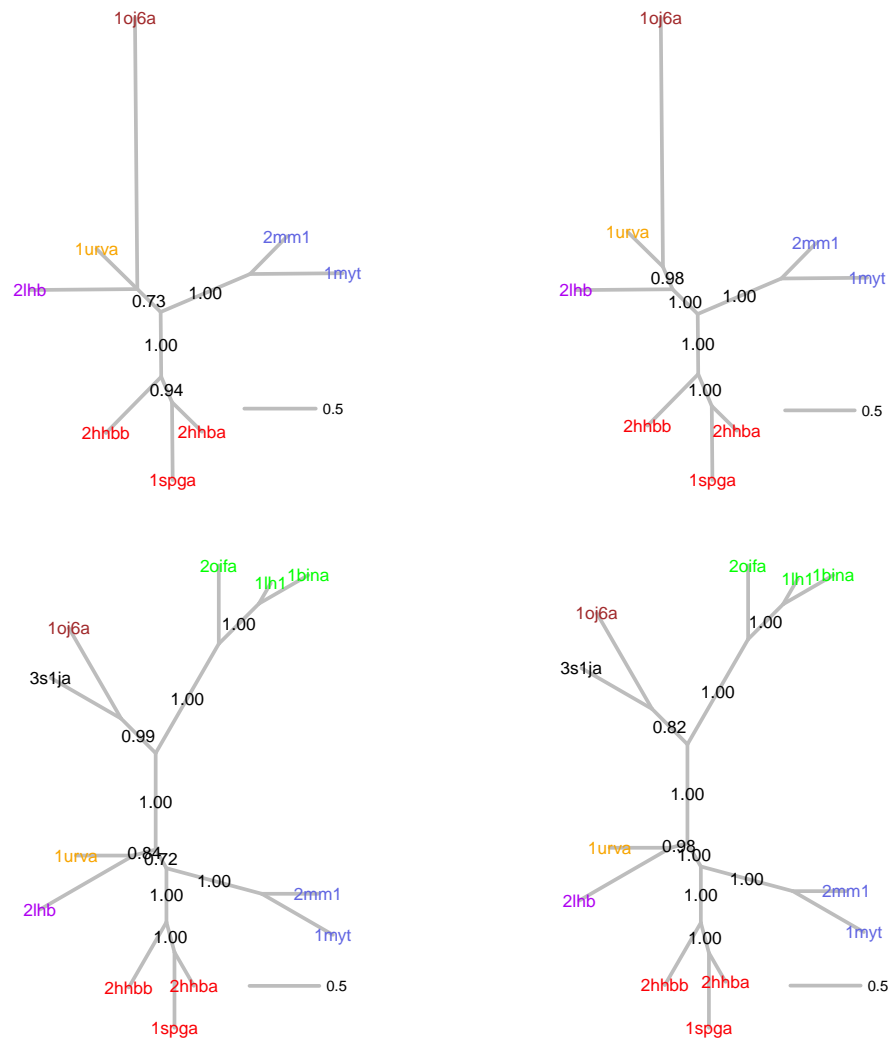 1oj6a
1urva
2mm1
2lhb
1myt
0.73
1.00
1.00
0.94
2hhbb
2hhba
0.5
1spga
1oj6a
1urva
2mm1
2lhb
0.98
1myt
1.00
1.00
1.00
1.00
2hhbb
2hhba
0.5
1spga
2oifa
1lh1
1bina
1oj6a
1.00
3s1ja
1.00
0.99
1.00
1urva
0.84
0.72
1.00
2lhb
1.00
2mm1
1myt
1.00
2hhbb
2hhba
0.5
1spga
2oifa
1lh1
1bina
1oj6a
1.00
3s1ja
1.00
0.82
1.00
1urva
0.98
1.00
1.00
2lhb
1.00
2mm1
1myt
1.00
2hhbb
2hhba
0.5
1spga